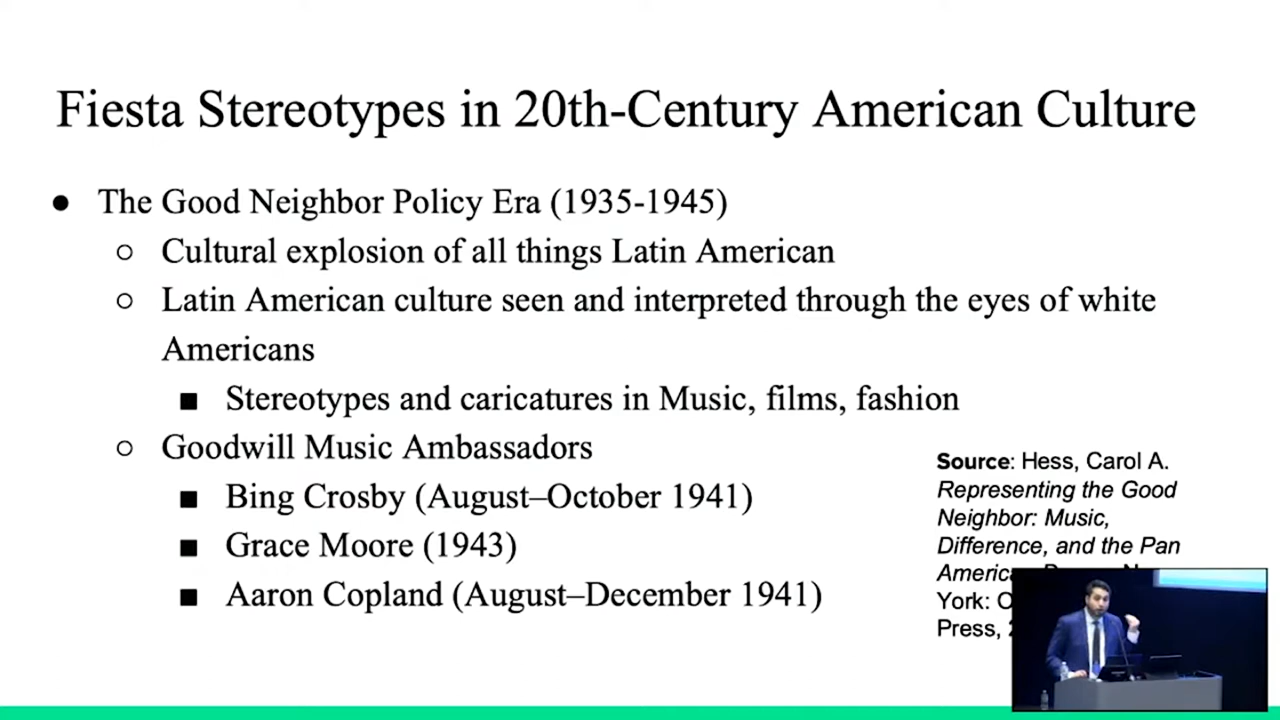 Fiesta Stereotypes in 20th-Century American Culture
● The Good Neighbor Policy Era (1935-1945)
○ Cultural explosion of all things Latin American
○ Latin American culture seen and interpreted through the eyes of white
Americans
■ Stereotypes and caricatures in Music, films, fashion
○ Goodwill Music Ambassadors
■ Bing Crosby (August–October 1941)
■ Grace Moore (1943)
■ Aaron Copland (August–December 1941)
Source: Hess, Carol A.
Representing the Good
Neighbor: Music,
Difference, and the Pan
York:
Press,